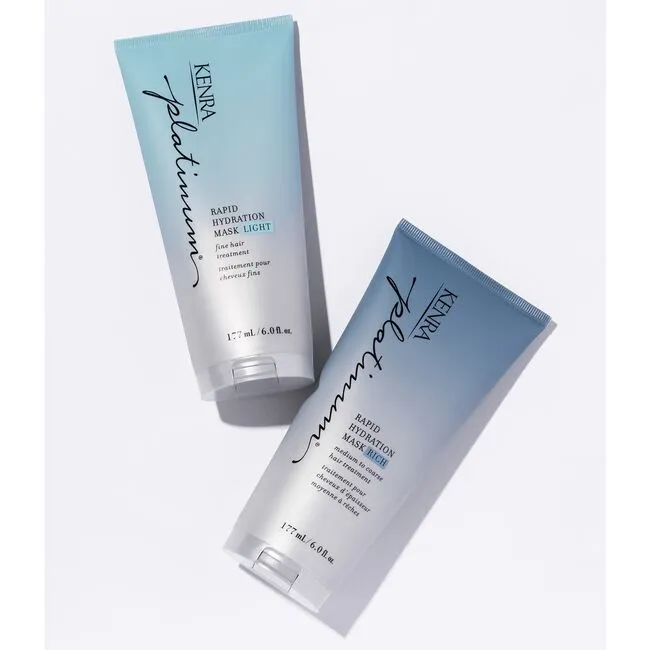 KENRA
platinum®
RAPID
HYDRATION
MASK LIGHT
fine hair
treatment
traitement pour
cheveux fins
177 mL/6.0 fl. oz.
KENRA
platinum®
RAPID
HYDRATION
MASK RICH
medium to coarse
hair treatment
traitement pour
cheveux d'épaisseur
moyenne à rêches
177 mL/6.0 fl. oz.